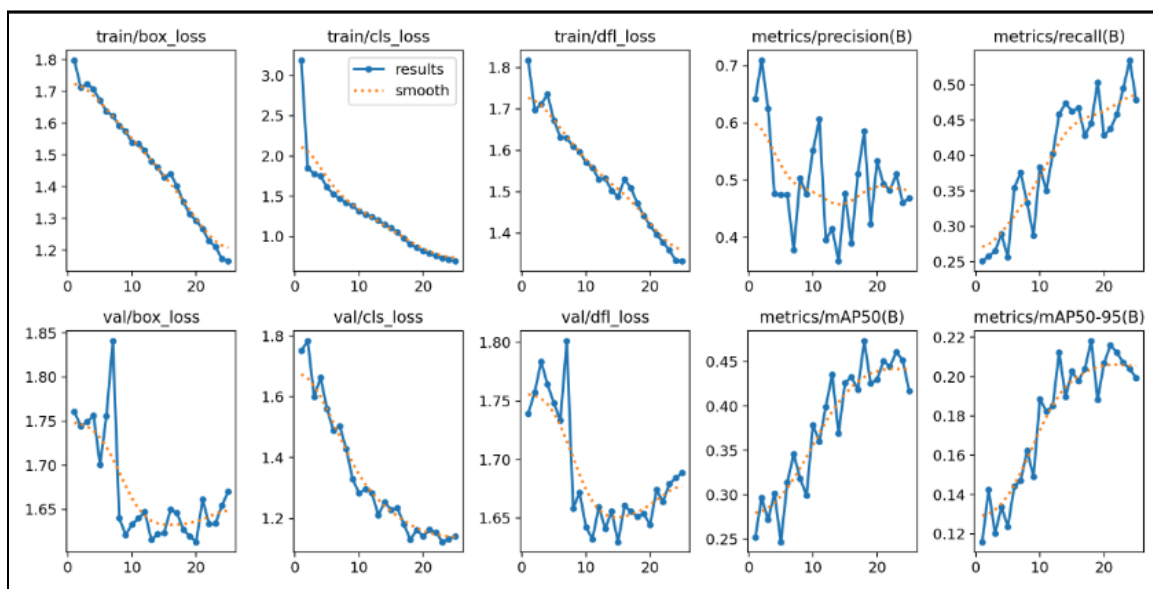 train/box_loss
train/cls_loss
train/dfl_loss
metrics/precision(B)
metrics/recall(B)
1.8
1.7
1.6
1.5
1.4
1.3
1.2
0 10 20
results
smooth
3.0
2.5
2.0
1.5
1.0
0 10 20
1.8
1.7
1.6
1.5
1.4
0 10 20
0.7
0.6
0.5
0.4
0 10 20
0.50
0.45
0.40
0.35
0.30
0.25
0 10 20
val/box_loss
val/cls_loss
val/dfl_loss
metrics/mAP50(B)
metrics/mAP50-95(B)
1.85
1.80
1.75
1.70
1.65
0 10 20
1.8
1.6
1.4
1.2
0 10 20
1.80
1.75
1.70
1.65
0 10 20
0.45
0.40
0.35
0.30
0.25
0 10 20
0.22
0.20
0.18
0.16
0.14
0.12
0 10 20